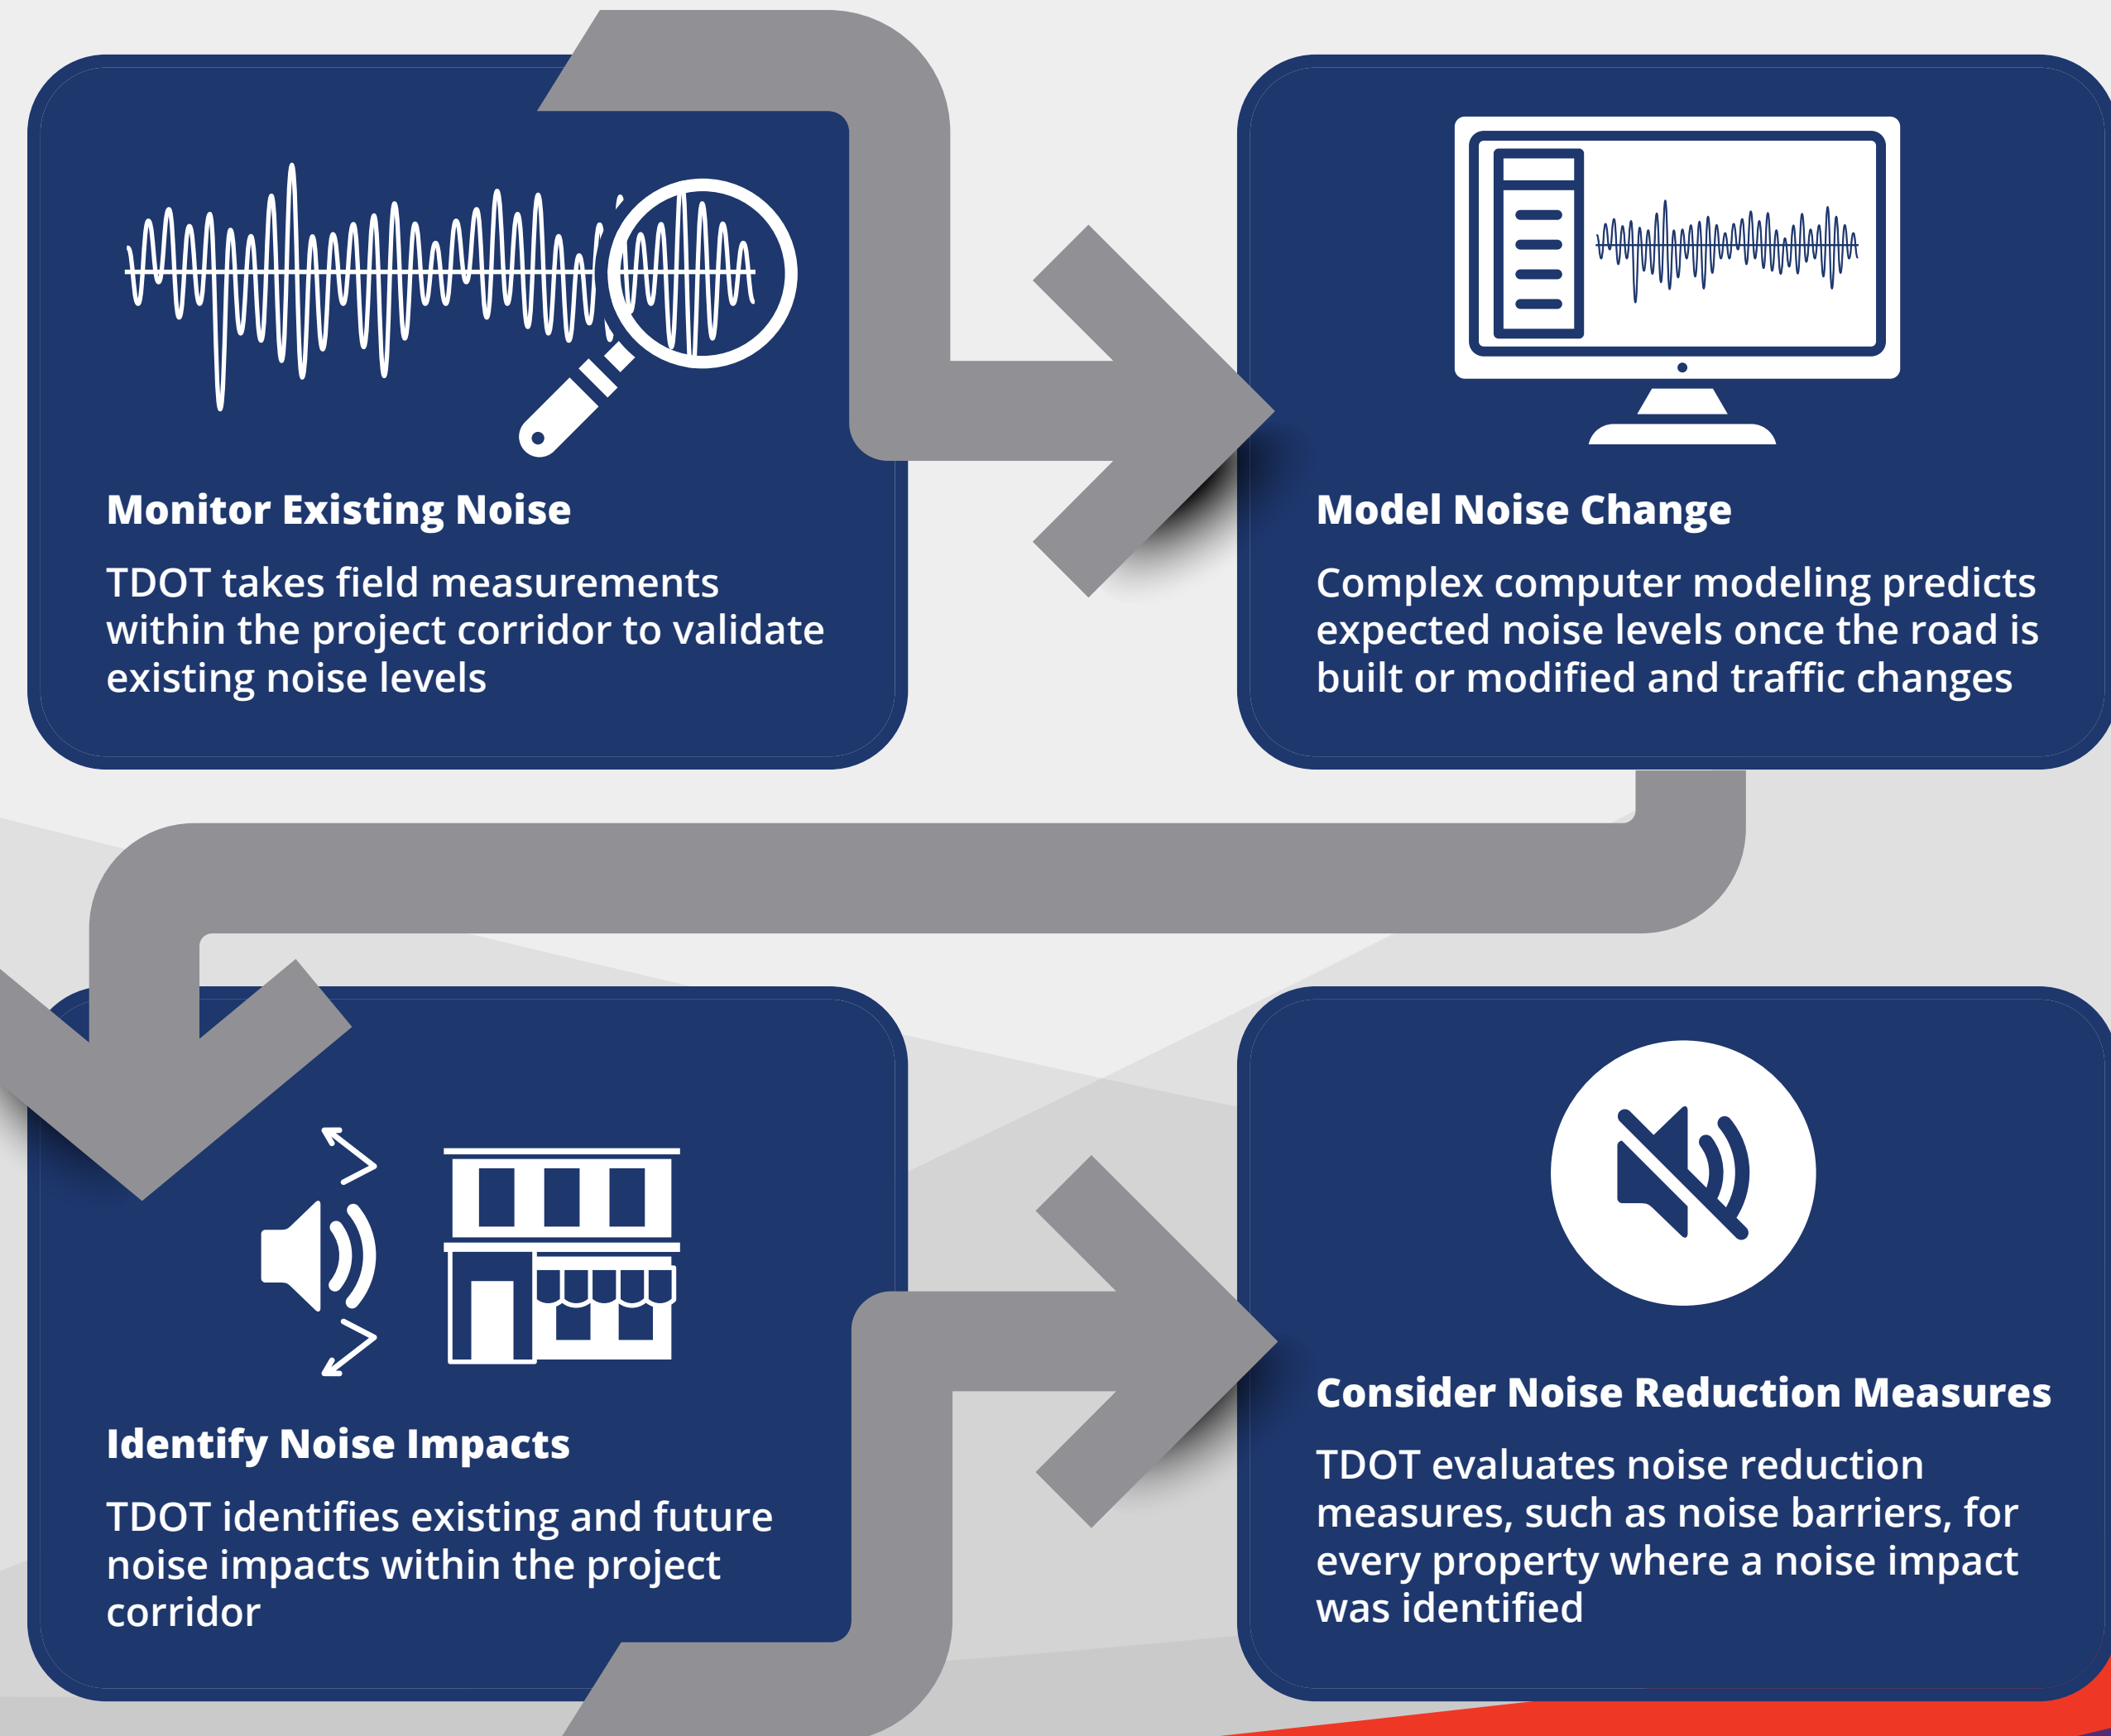 Monitor Existing Noise
TDOT takes field measurements
within the project corridor to validate
existing noise levels
Model Noise Change
Complex computer modeling predicts
expected noise levels once the road is
built or modified and traffic changes
Identify Noise Impacts
TDOT identifies existing and future
noise impacts within the project
corridor
Consider Noise Reduction Measures
TDOT evaluates noise reduction
measures, such as noise barriers, for
every property where a noise impact
was identified